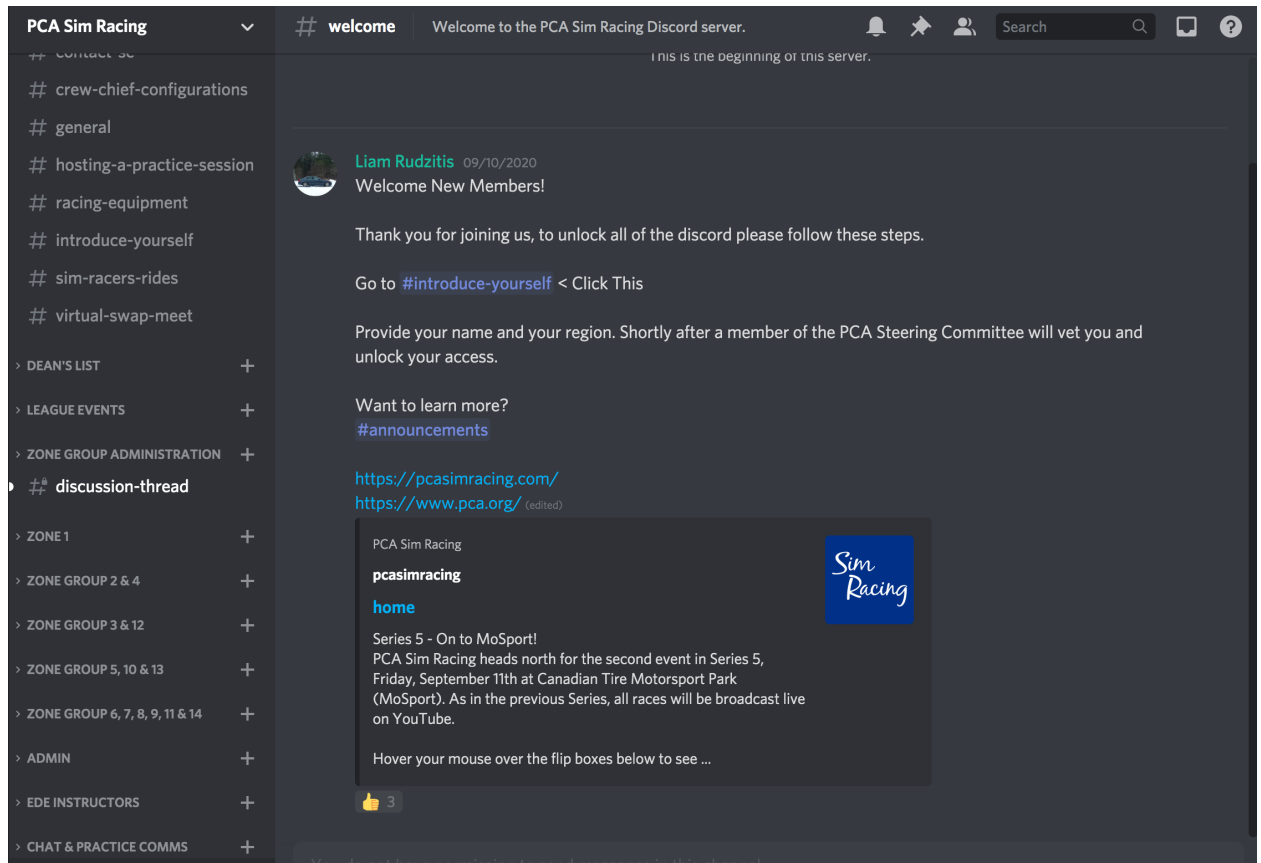 PCA Sim Racing
# welcome
Welcome to the PCA Sim Racing Discord server.
Search
# contact-sc
# crew-chief-configurations
# general
# hosting-a-practice-session
# racing-equipment
# introduce-yourself
# sim-racers-rides
# virtual-swap-meet
> DEAN'S LIST +
> LEAGUE EVENTS +
> ZONE GROUP ADMINISTRATION +
# discussion-thread
> ZONE 1 +
> ZONE GROUP 2 & 4 +
> ZONE GROUP 3 & 12 +
> ZONE GROUP 5, 10 & 13 +
> ZONE GROUP 6, 7, 8, 9, 11 & 14 +
> ADMIN +
> EDE INSTRUCTORS +
> CHAT & PRACTICE COMMS +
This is the beginning of this server.
Liam Rudzitis 09/10/2020
Welcome New Members!
Thank you for joining us, to unlock all of the discord please follow these steps.
Go to #introduce-yourself < Click This
Provide your name and your region. Shortly after a member of the PCA Steering Committee will vet you and
unlock your access.
Want to learn more?
#announcements
https://pcasimracing.com/
https://www.pca.org/ (edited)
PCA Sim Racing
pcasimracing
home
Series 5 - On to MoSport!
PCA Sim Racing heads north for the second event in Series 5,
Friday, September 11th at Canadian Tire Motorsport Park
(MoSport). As in the previous Series, all races will be broadcast live
on YouTube.
Hover your mouse over the flip boxes below to see ...
Sim
Racing
3